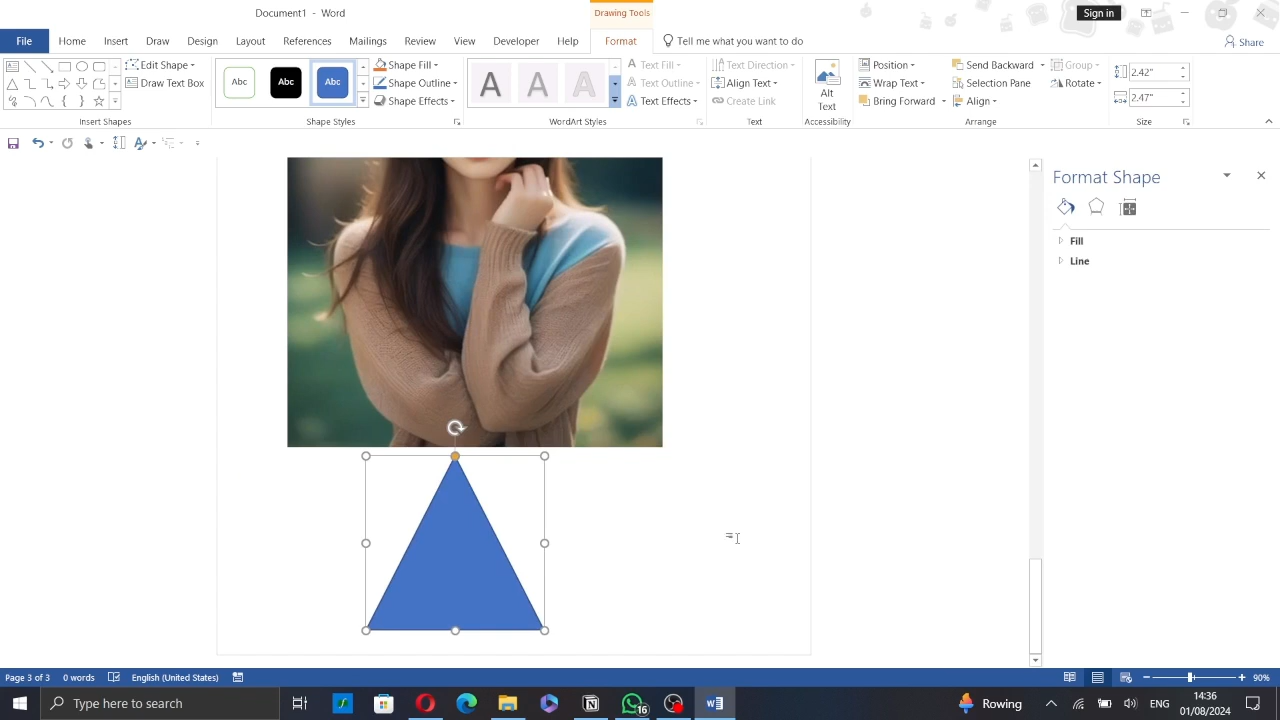 Document1 - Word
Drawing Tools
Sign in
File
Home
Insert
Draw
Design
Layout
References
Mailings
Review
View
Developer
Help
Format
Tell me what you want to do
Share
Edit Shape
Draw Text Box
Insert Shapes
Abc
Abc
Abc
Shape Fill
Shape Outline
Shape Effects
Shape Styles
A
A
A
Text Fill
Text Outline
Text Effects
WordArt Styles
Text Direction
Align Text
Create Link
Text
Alt
Text
Accessibility
Position
Wrap Text
Bring Forward
Send Backward
Selection Pane
Align
Group
Rotate
Arrange
2.42"
2.47"
Size
Format Shape
Fill
Line
Page 3 of 3
0 words
English (United States)
90%
Type here to search
16
Rowing
ENG
14:36
01/08/2024